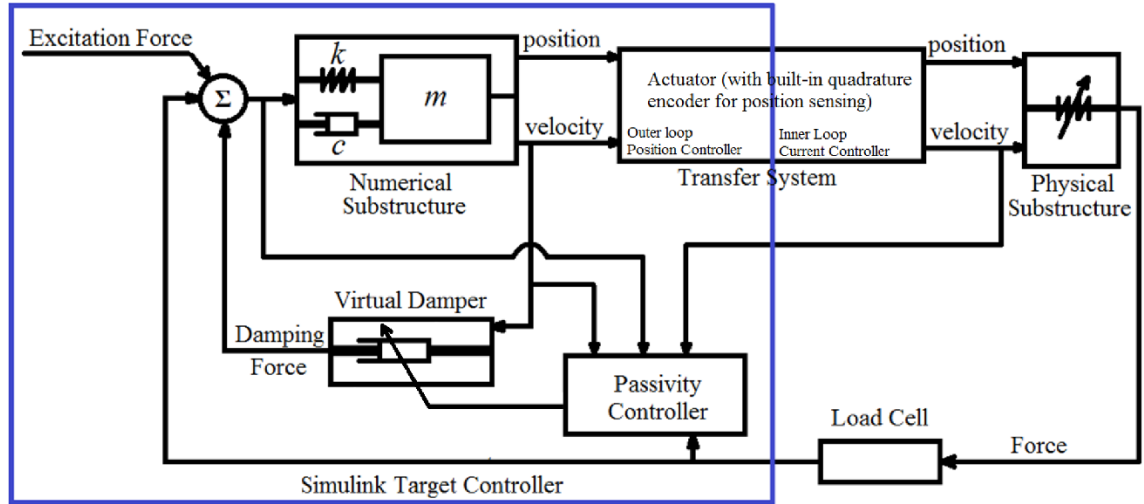 Excitation Force
Σ
k
m
c
Numerical
Substructure
position
velocity
Actuator (with built-in quadrature
encoder for position sensing)
Outer loop
Position Controller
Inner Loop
Current Controller
Transfer System
position
velocity
Physical
Substructure
Virtual Damper
Damping
Force
Passivity
Controller
Load Cell
Force
Simulink Target Controller